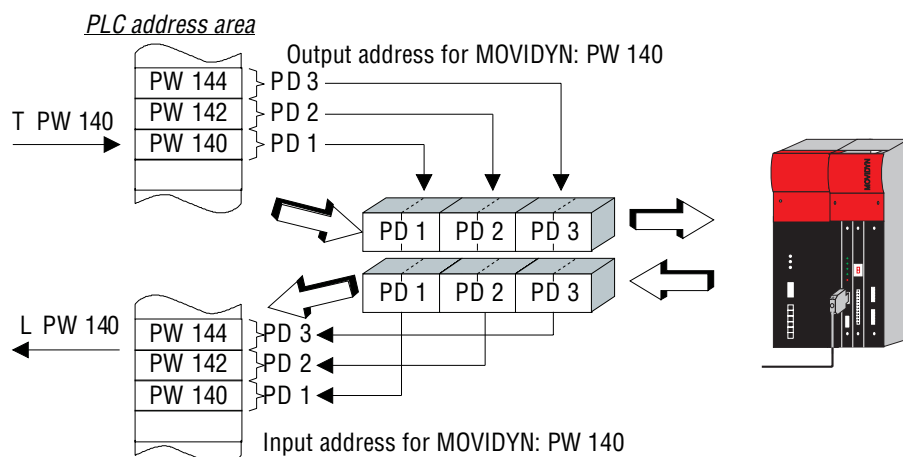 PLC address area
Output address for MOVIDYN: PW 140
PW 144 PD 3
PW 142 PD 2
T PW 140
PW 140 PD 1
MOVIDYN
PD 1 PD 2 PD 3
PD 1 PD 2 PD 3
L PW 140
PW 144 PD 3
PW 142 PD 2
PW 140 PD 1
Input address for MOVIDYN: PW 140